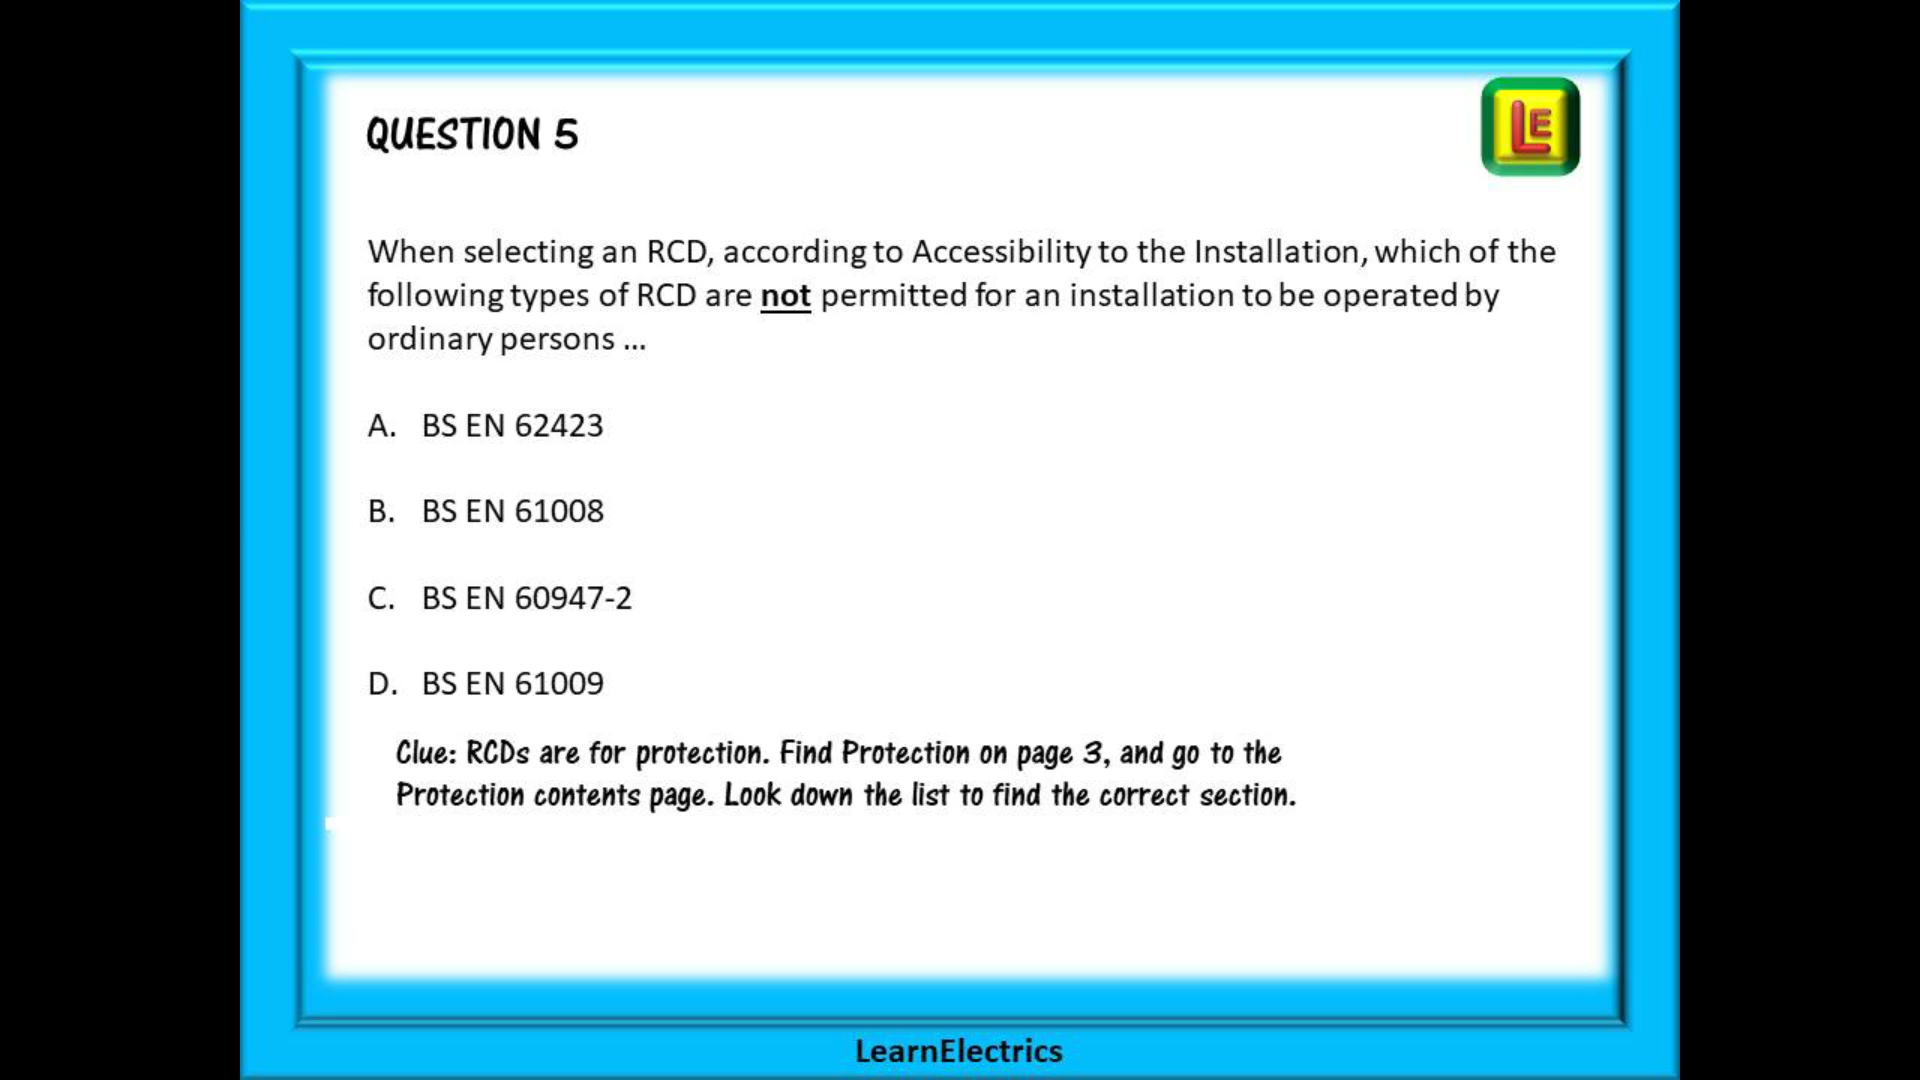 QUESTION 5
LE
When selecting an RCD, according to Accessibility to the Installation, which of the
following types of RCD are not permitted for an installation to be operated by
ordinary persons ...
A. BS EN 62423
B. BS EN 61008
C. BS EN 60947-2
D. BS EN 61009
Clue: RCDs are for protection. Find Protection on page 3, and go to the
Protection contents page. Look down the list to find the correct section.
LearnElectrics